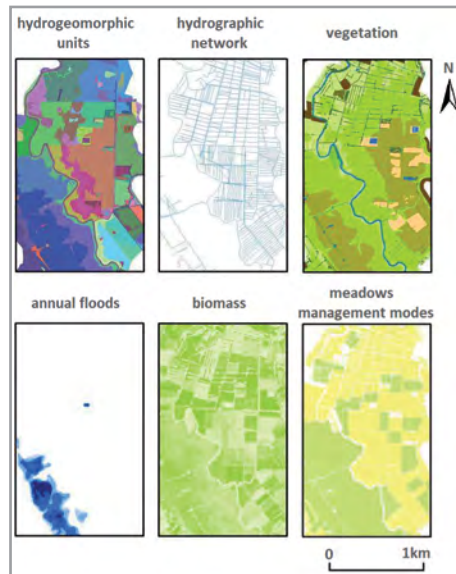 hydrogeomorphic
units
hydrographic
network
vegetation
N
annual floods
biomass
meadows
management modes
0 1km